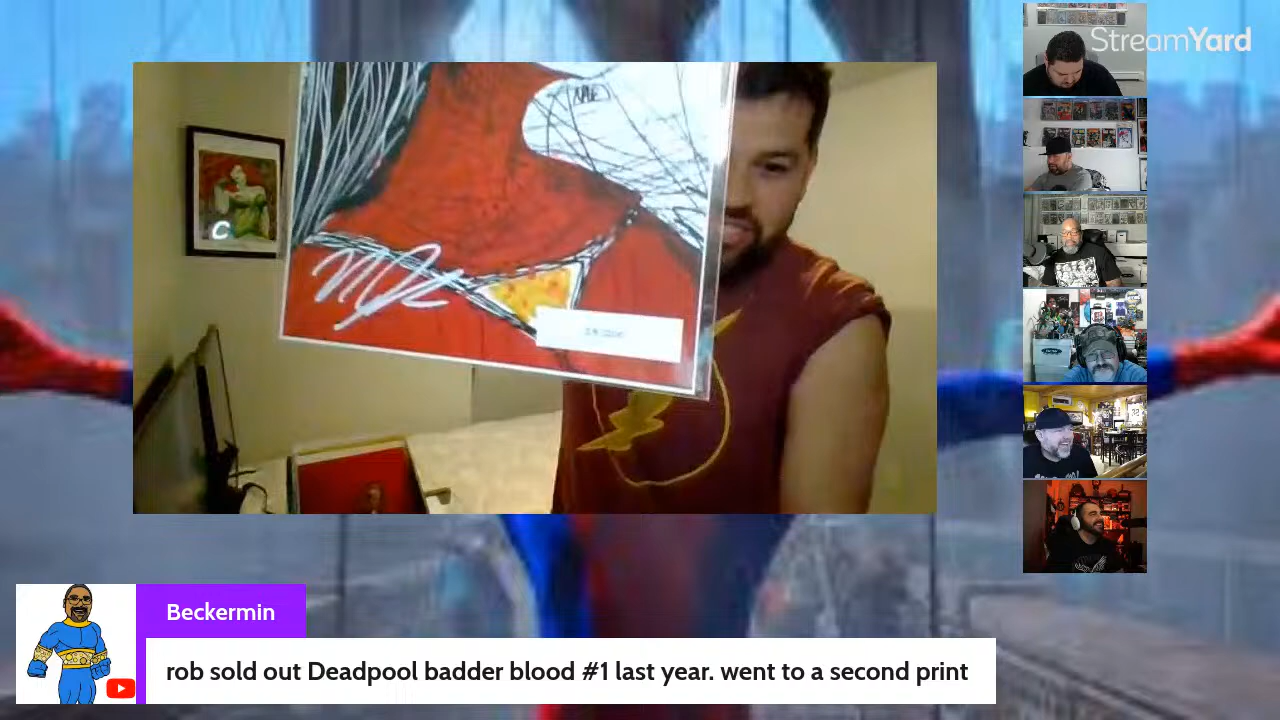 StreamYard
Beckermin
rob sold out Deadpool badder blood #1 last year. went to a second print